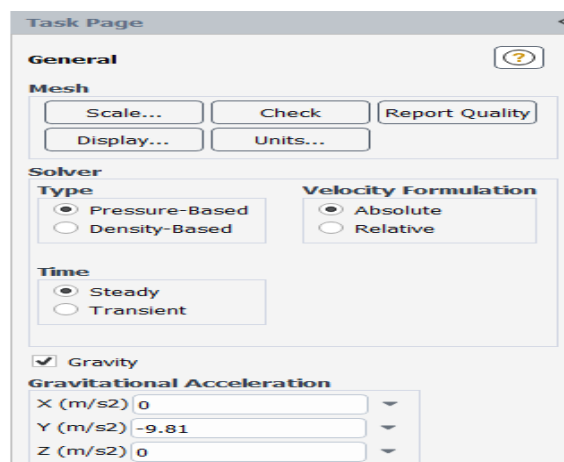 Task Page
General
Mesh
Scale... Check Report Quality
Display... Units...
Solver
Type Velocity Formulation
Pressure-Based Absolute
Density-Based Relative
Time
Steady
Transient
Gravity
Gravitational Acceleration
X (m/s2) 0
Y (m/s2) -9.81
Z (m/s2) 0